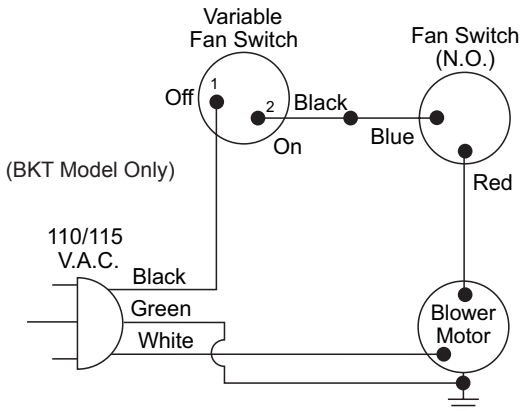 Variable
Fan Switch
Fan Switch
(N.O.)
1
Off
2
Black
On
Blue
(BKT Model Only)
Red
110/115
V.A.C.
Black
Green
White
Blower
Motor